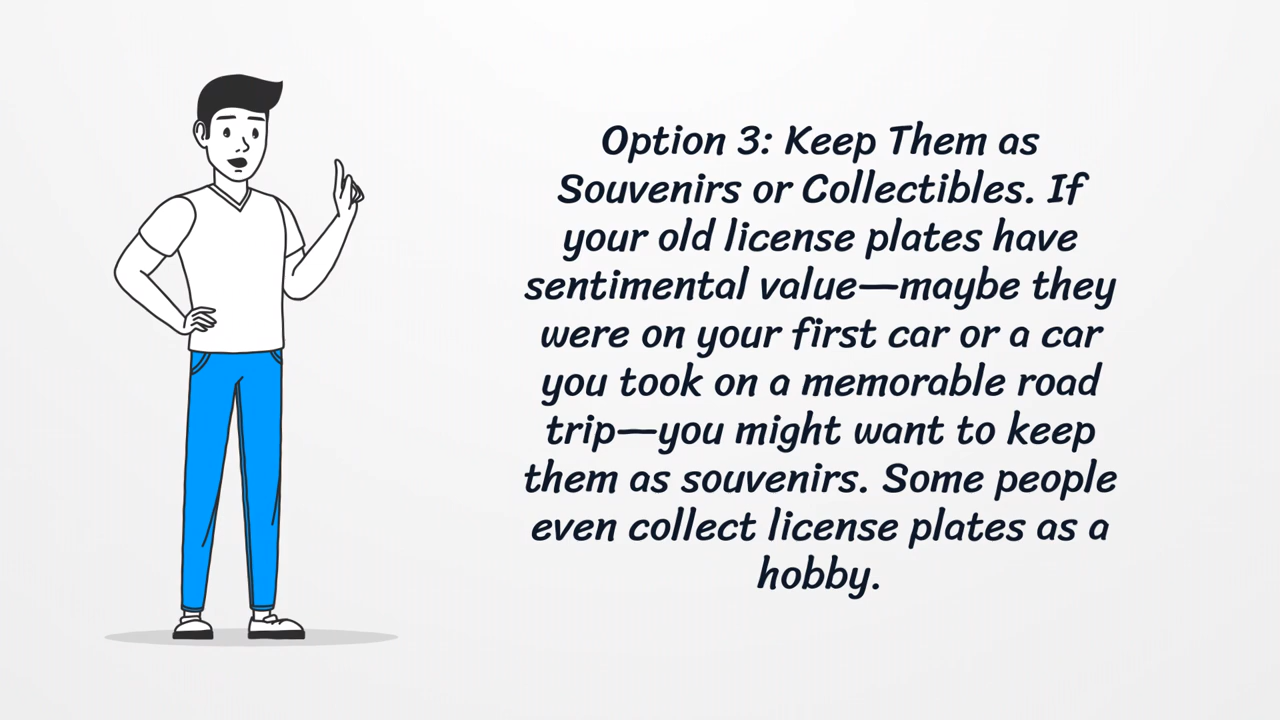 Option 3: Keep Them as
Souvenirs or Collectibles. If
your old license plates have
sentimental value—maybe they
were on your first car or a car
you took on a memorable road
trip—you might want to keep
them as souvenirs. Some people
even collect license plates as a
hobby.